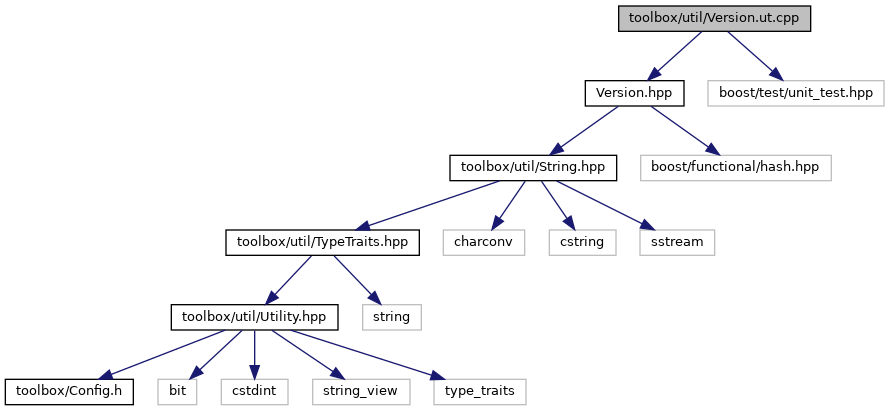 toolbox/util/Version.ut.cpp
Version.hpp
boost/test/unit_test.hpp
toolbox/util/String.hpp
boost/functional/hash.hpp
toolbox/util/TypeTraits.hpp
charconv
cstring
sstream
toolbox/util/Utility.hpp
string
toolbox/Config.h
bit
cstdint
string_view
type_traits